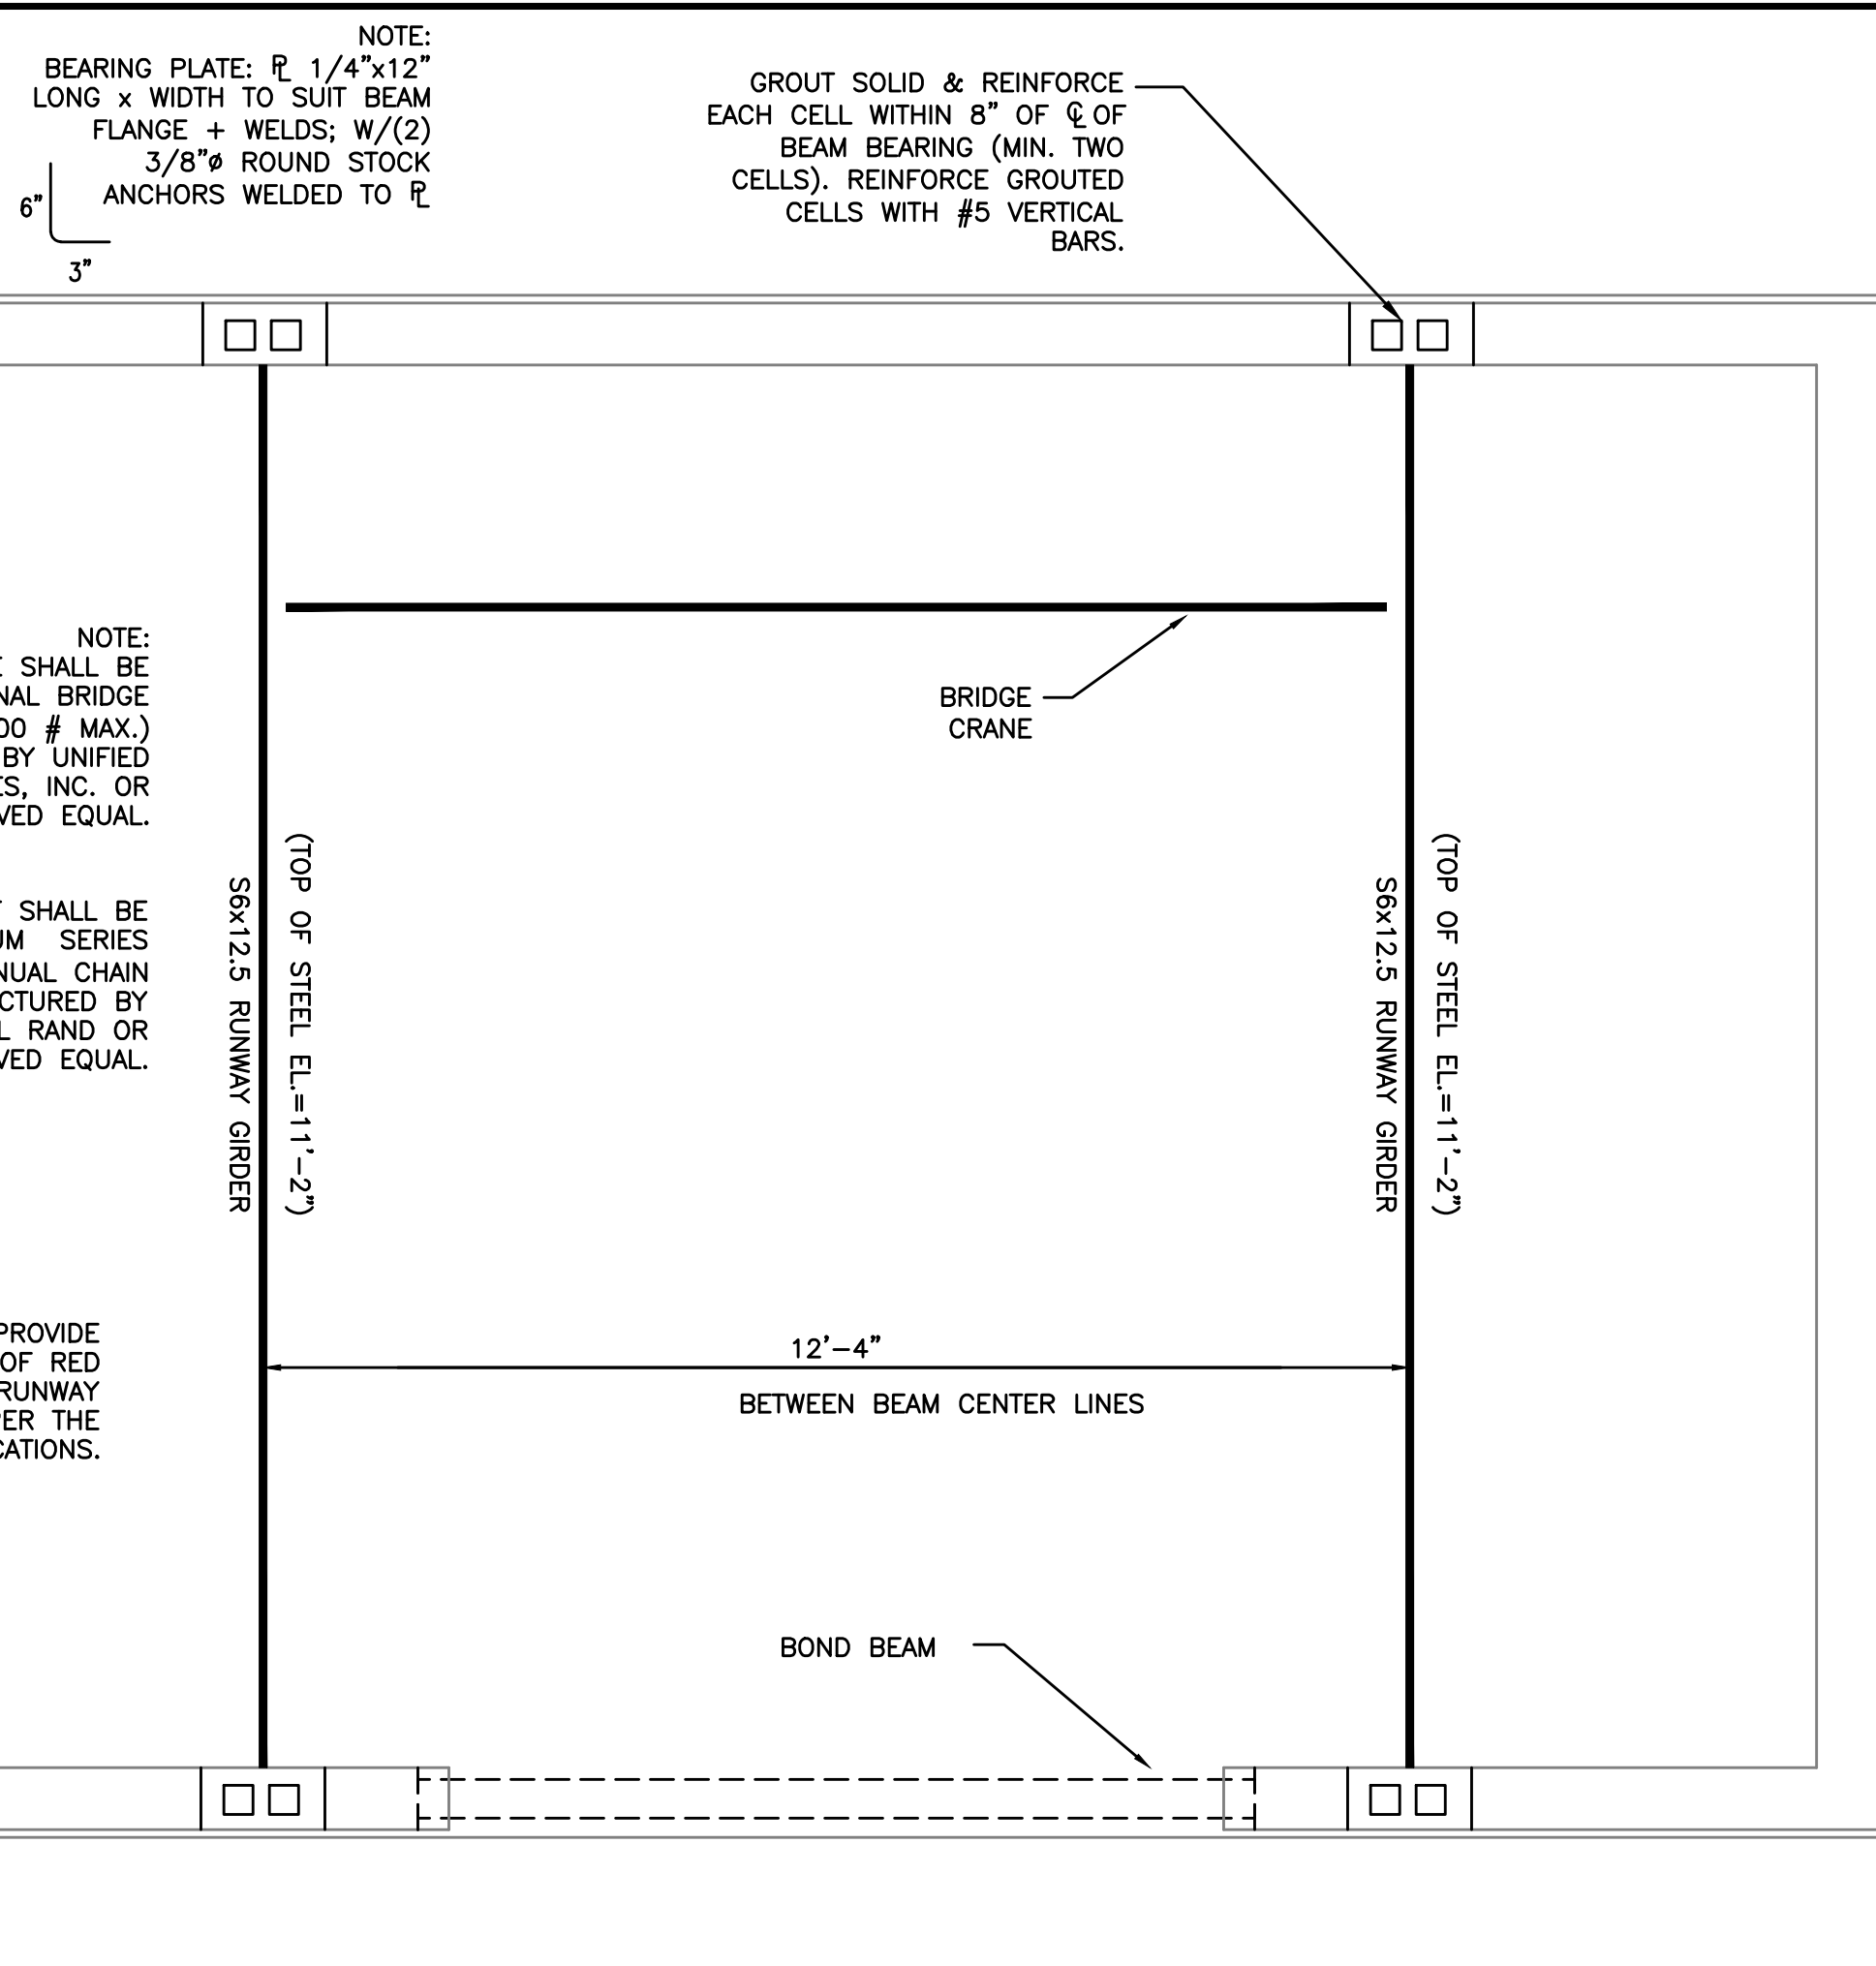 NOTE:
BEARING PLATE: ℙL 1/4"x12"
LONG x WIDTH TO SUIT BEAM
FLANGE + WELDS; W/(2)
3/8"ø ROUND STOCK
ANCHORS WELDED TO ℙL
6"
3"
GROUT SOLID & REINFORCE
EACH CELL WITHIN 8" OF ℄ OF
BEAM BEARING (MIN. TWO
CELLS). REINFORCE GROUTED
CELLS WITH #5 VERTICAL
BARS.
NOTE:
SHALL BE
BRIDGE
# MAX.)
BY UNIFIED
INC. OR
EQUAL.
BRIDGE
CRANE
SHALL BE
SERIES
CHAIN
BY
RAND OR
EQUAL.
S6x12.5 RUNWAY GIRDER
(TOP OF STEEL EL.=11'-2")
S6x12.5 RUNWAY GIRDER
(TOP OF STEEL EL.=11'-2")
PROVIDE
OF RED
RUNWAY
PER THE
12'-4"
BETWEEN BEAM CENTER LINES
BOND BEAM